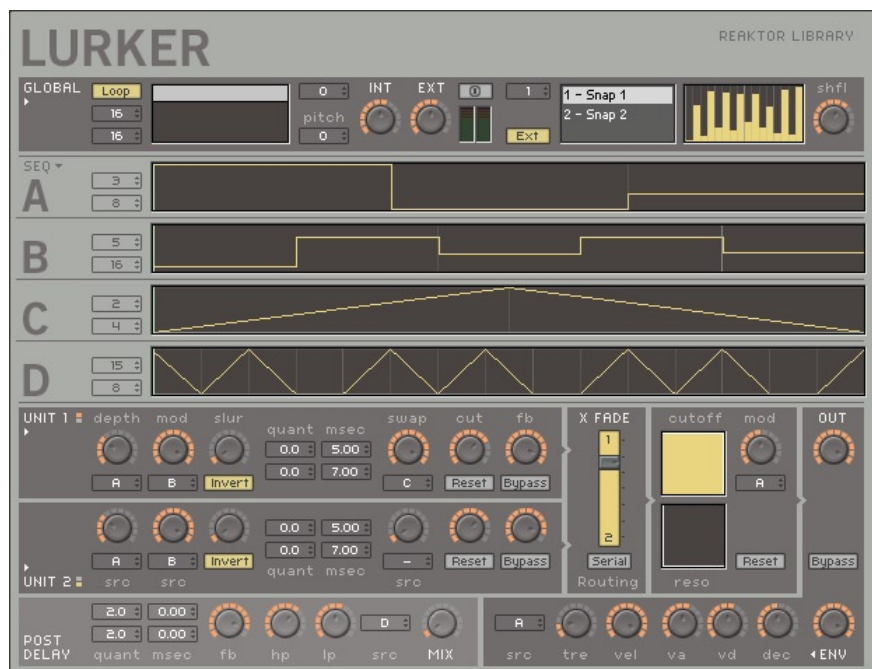 LURKER
REAKTOR LIBRARY
GLOBAL Loop 0 INT EXT 1 1 - Snap 1 shfl
16 pitch 2 - Snap 2
16 0 Ext
SEQ
A 3
8
B 5
16
C 2
4
D 15
8
UNIT 1 depth mod slur quant msec swap cut fb X FADE cutoff mod OUT
0.0 5.00 1
0.0 7.00
A B Invert C Reset Bypass A
0.0 5.00
0.0 7.00
A B Invert quant msec - Reset Bypass 2 Reset Bypass
Serial
UNIT 2 src src src Routing reso
2.0 0.00 D A
POST 2.0 0.00
DELAY quant msec fb hp lp src MIX src tre vel va vd dec ENV